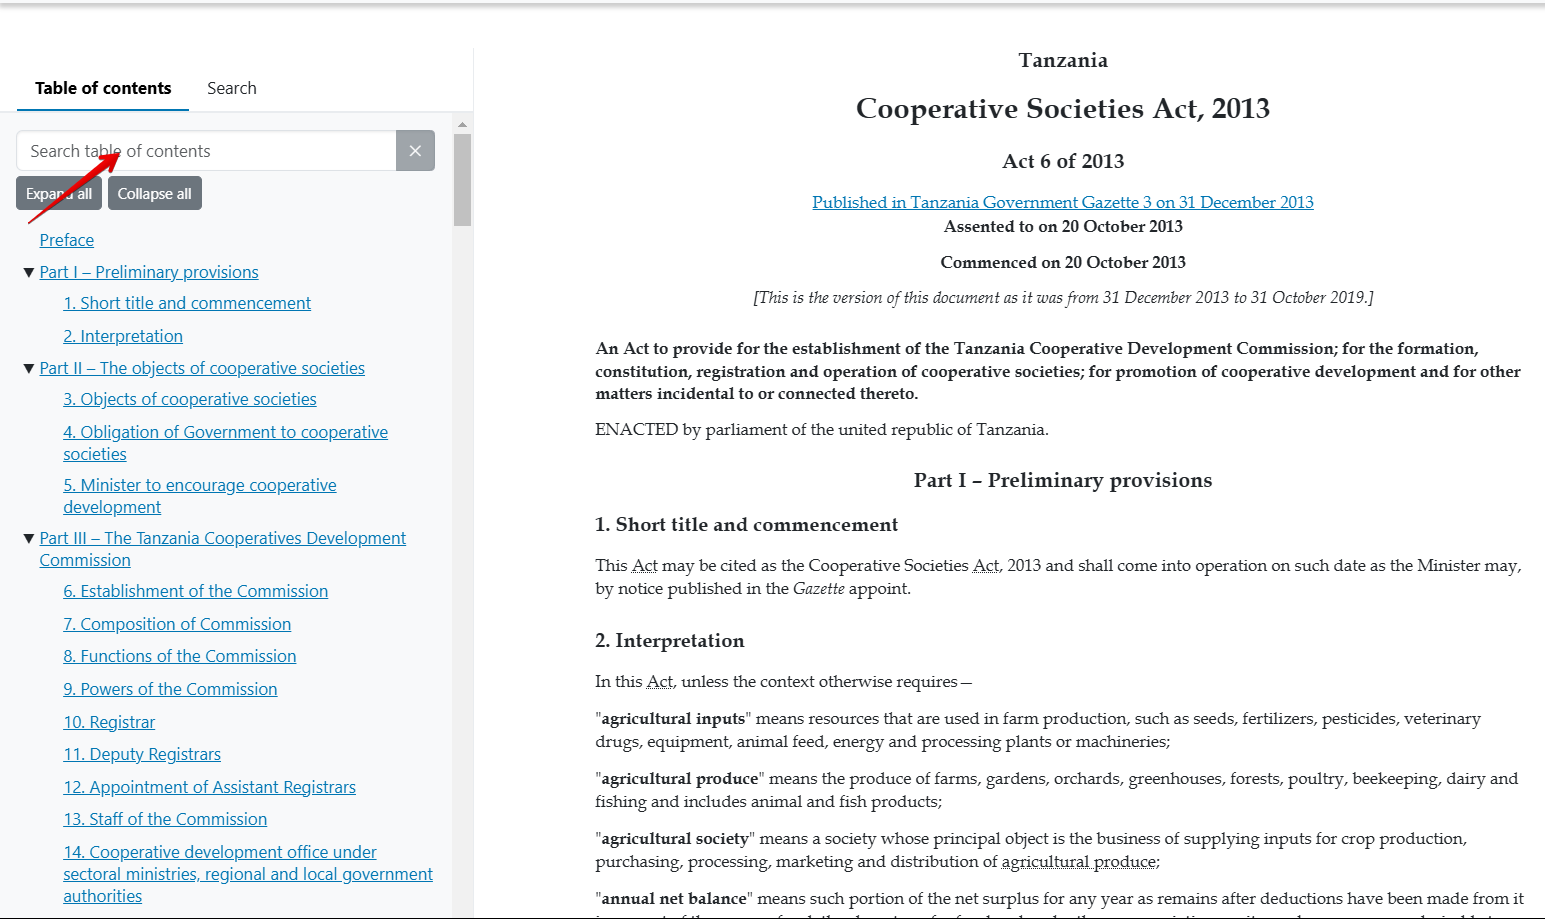 Table of contents
Search
Search table of contents
Expand all
Collapse all
Preface
Part I – Preliminary provisions
1. Short title and commencement
2. Interpretation
Part II – The objects of cooperative societies
3. Objects of cooperative societies
4. Obligation of Government to cooperative
societies
5. Minister to encourage cooperative
development
Part III – The Tanzania Cooperatives Development
Commission
6. Establishment of the Commission
7. Composition of Commission
8. Functions of the Commission
9. Powers of the Commission
10. Registrar
11. Deputy Registrars
12. Appointment of Assistant Registrars
13. Staff of the Commission
14. Cooperative development office under
sectoral ministries, regional and local government
authorities
Tanzania
Cooperative Societies Act, 2013
Act 6 of 2013
Published in Tanzania Government Gazette 3 on 31 December 2013
Assented to on 20 October 2013
Commenced on 20 October 2013
[This is the version of this document as it was from 31 December 2013 to 31 October 2019.]
An Act to provide for the establishment of the Tanzania Cooperative Development Commission; for the formation,
constitution, registration and operation of cooperative societies; for promotion of cooperative development and for other
matters incidental to or connected thereto.
ENACTED by parliament of the united republic of Tanzania.
Part I – Preliminary provisions
1. Short title and commencement
This Act may be cited as the Cooperative Societies Act, 2013 and shall come into operation on such date as the Minister may,
by notice published in the Gazette appoint.
2. Interpretation
In this Act, unless the context otherwise requires—
"agricultural inputs" means resources that are used in farm production, such as seeds, fertilizers, pesticides, veterinary
drugs, equipment, animal feed, energy and processing plants or machineries;
"agricultural produce" means the produce of farms, gardens, orchards, greenhouses, forests, poultry, beekeeping, dairy and
fishing and includes animal and fish products;
"agricultural society" means a society whose principal object is the business of supplying inputs for crop production,
purchasing, processing, marketing and distribution of agricultural produce;
"annual net balance" means such portion of the net surplus for any year as remains after deductions have been made from it